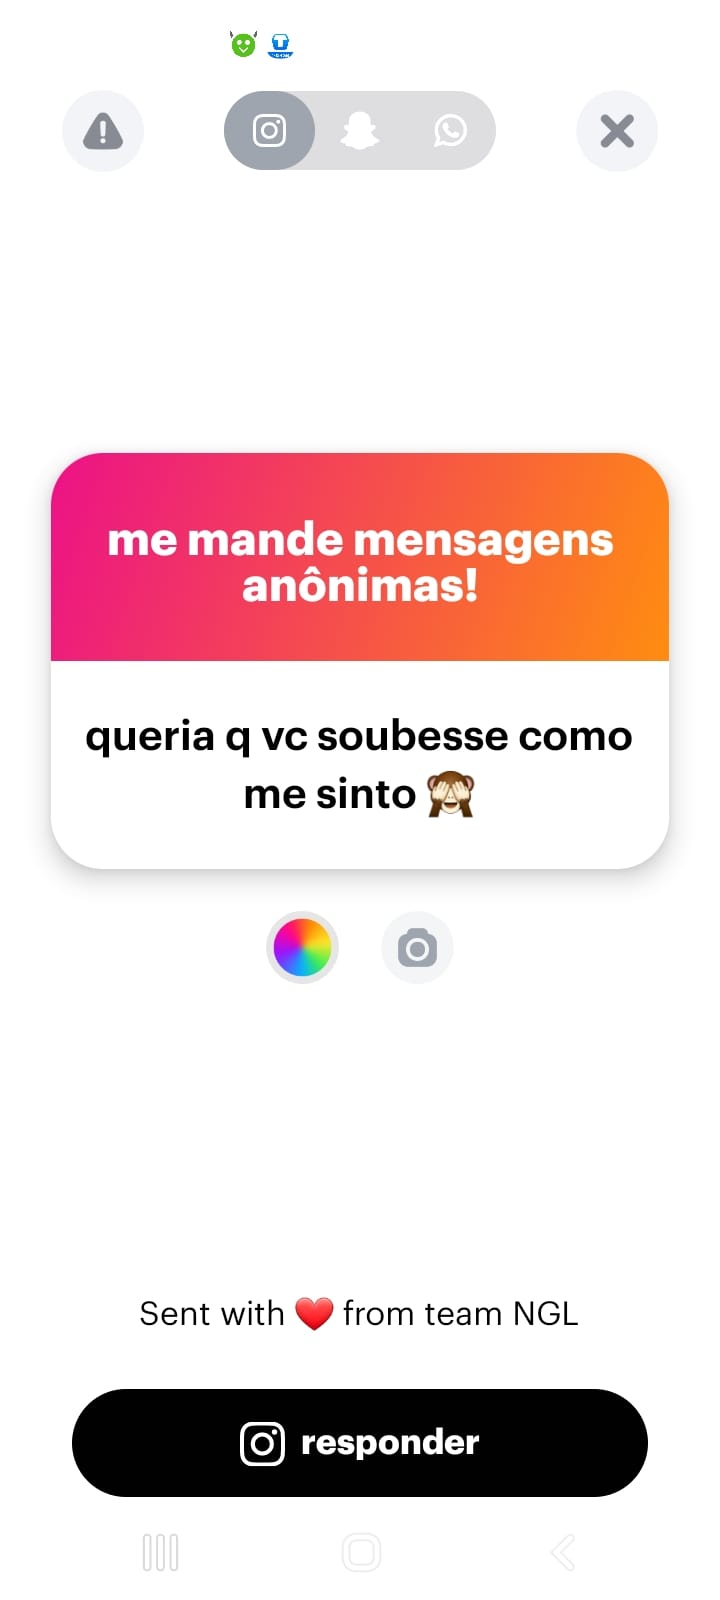 me mande mensagens
anônimas!
queria q vc soubesse como
me sinto 🙈
Sent with ❤️ from team NGL
responder